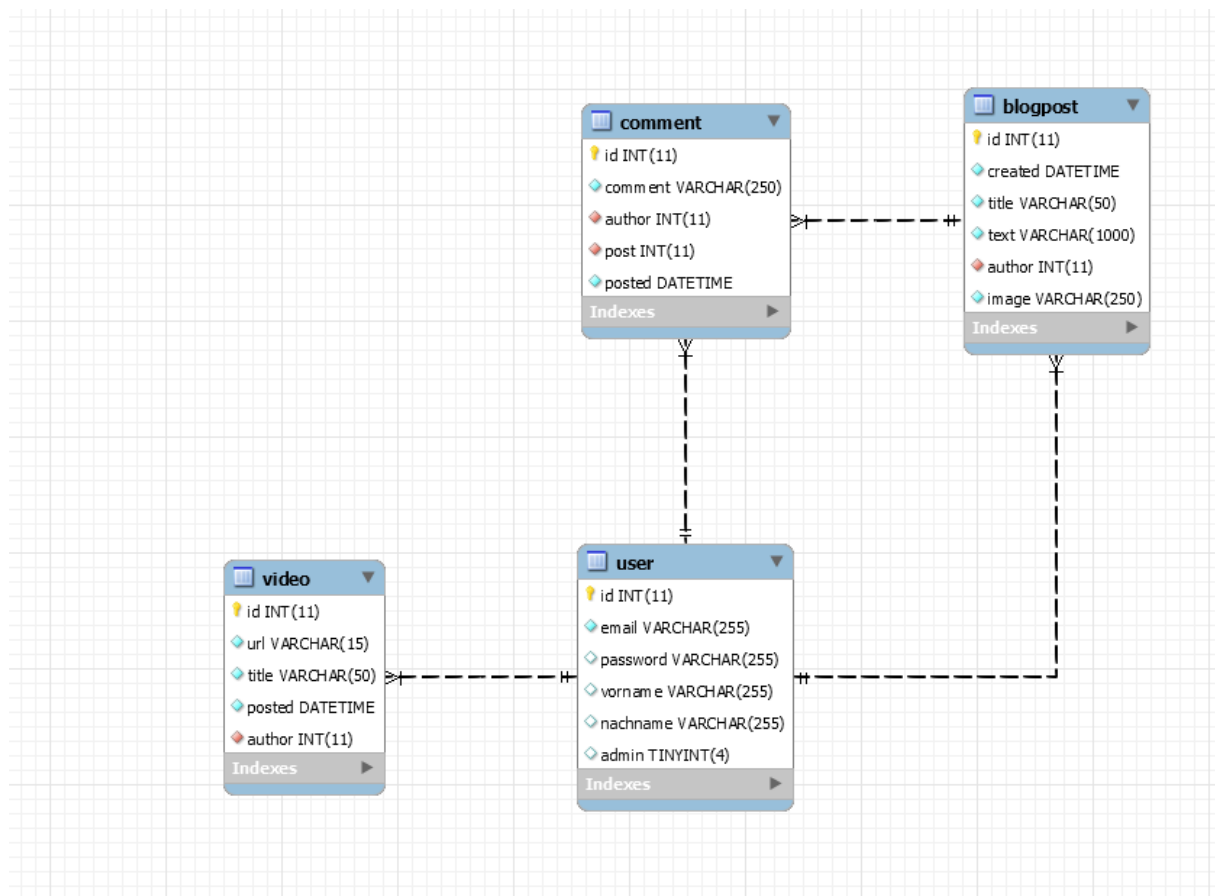 comment
id INT(11)
comment VARCHAR(250)
author INT(11)
post INT(11)
posted DATETIME
Indexes
blogpost
id INT(11)
created DATETIME
title VARCHAR(50)
text VARCHAR(1000)
author INT(11)
image VARCHAR(250)
Indexes
video
id INT(11)
url VARCHAR(15)
title VARCHAR(50)
posted DATETIME
author INT(11)
Indexes
user
id INT(11)
email VARCHAR(255)
password VARCHAR(255)
vorname VARCHAR(255)
nachname VARCHAR(255)
admin TINYINT(4)
Indexes